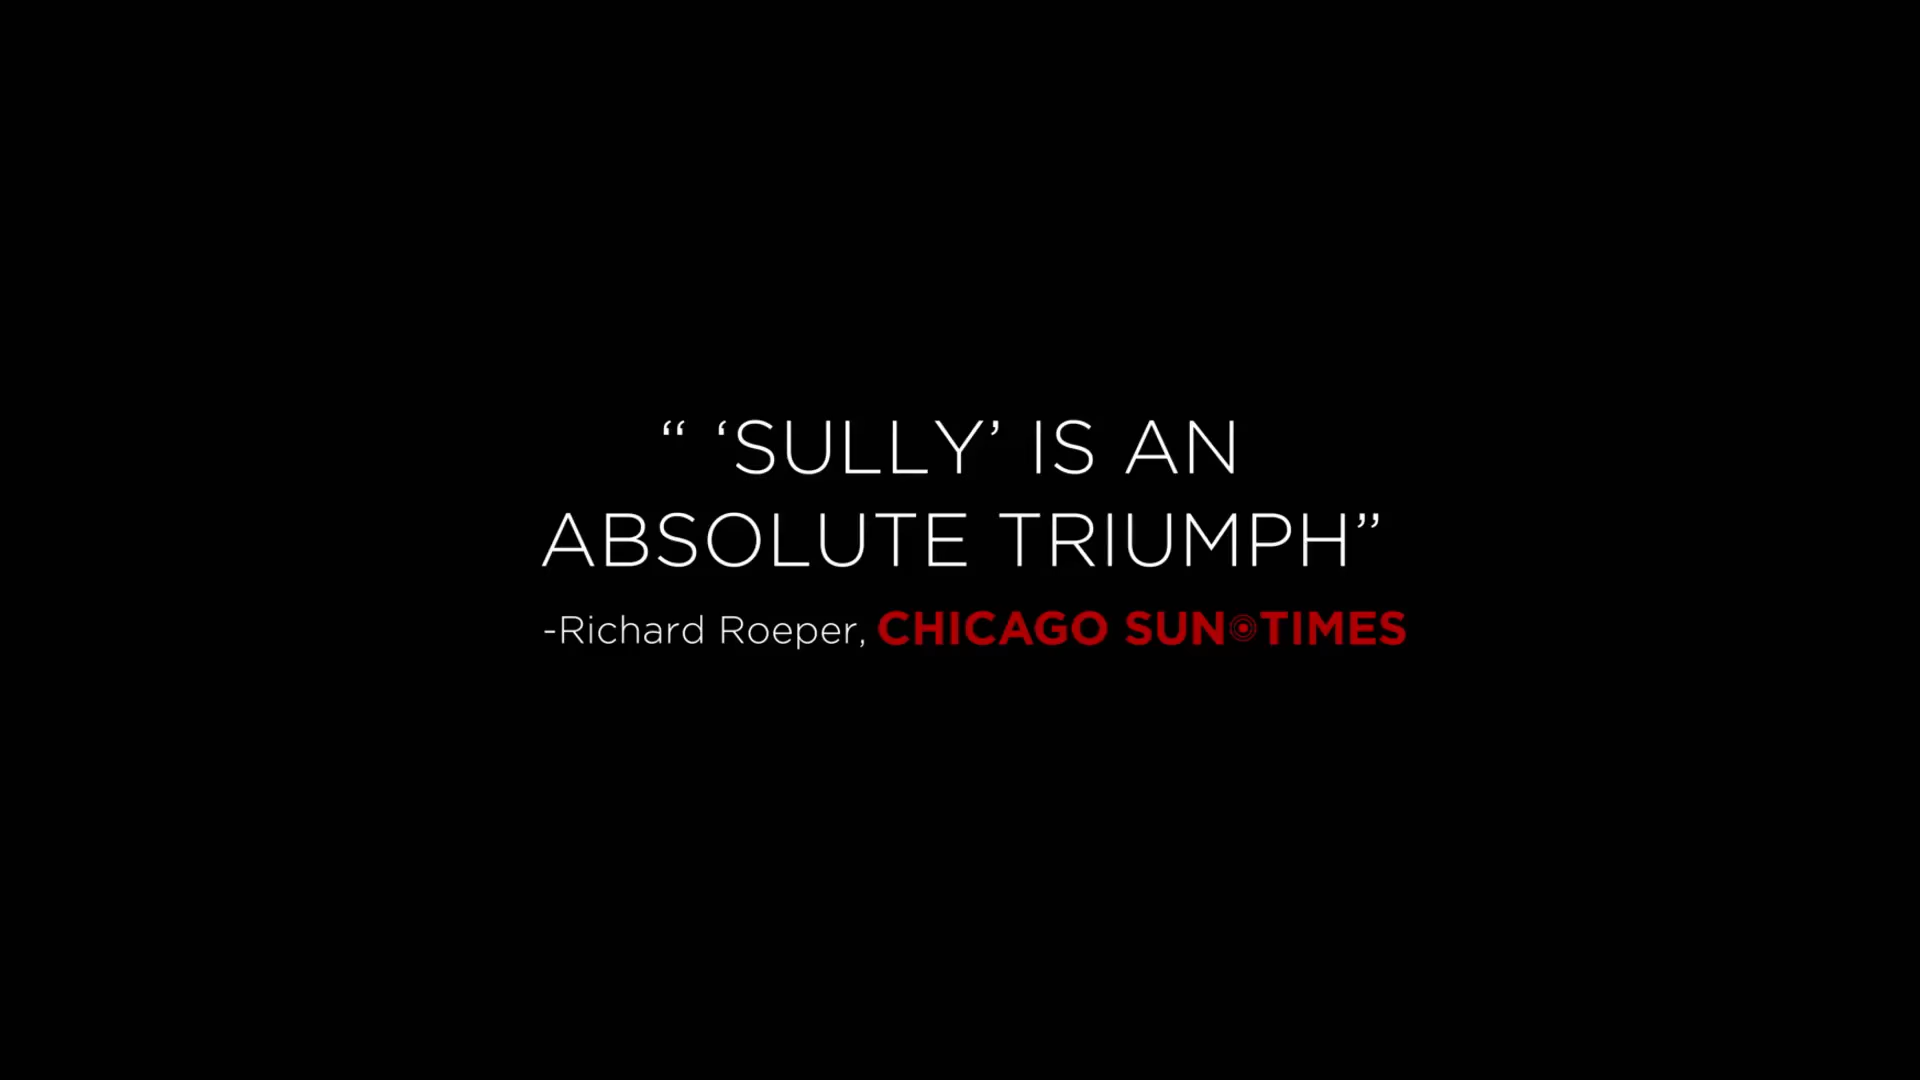 “ ‘SULLY’ IS AN
ABSOLUTE TRIUMPH”
-Richard Roeper, CHICAGO SUN TIMES